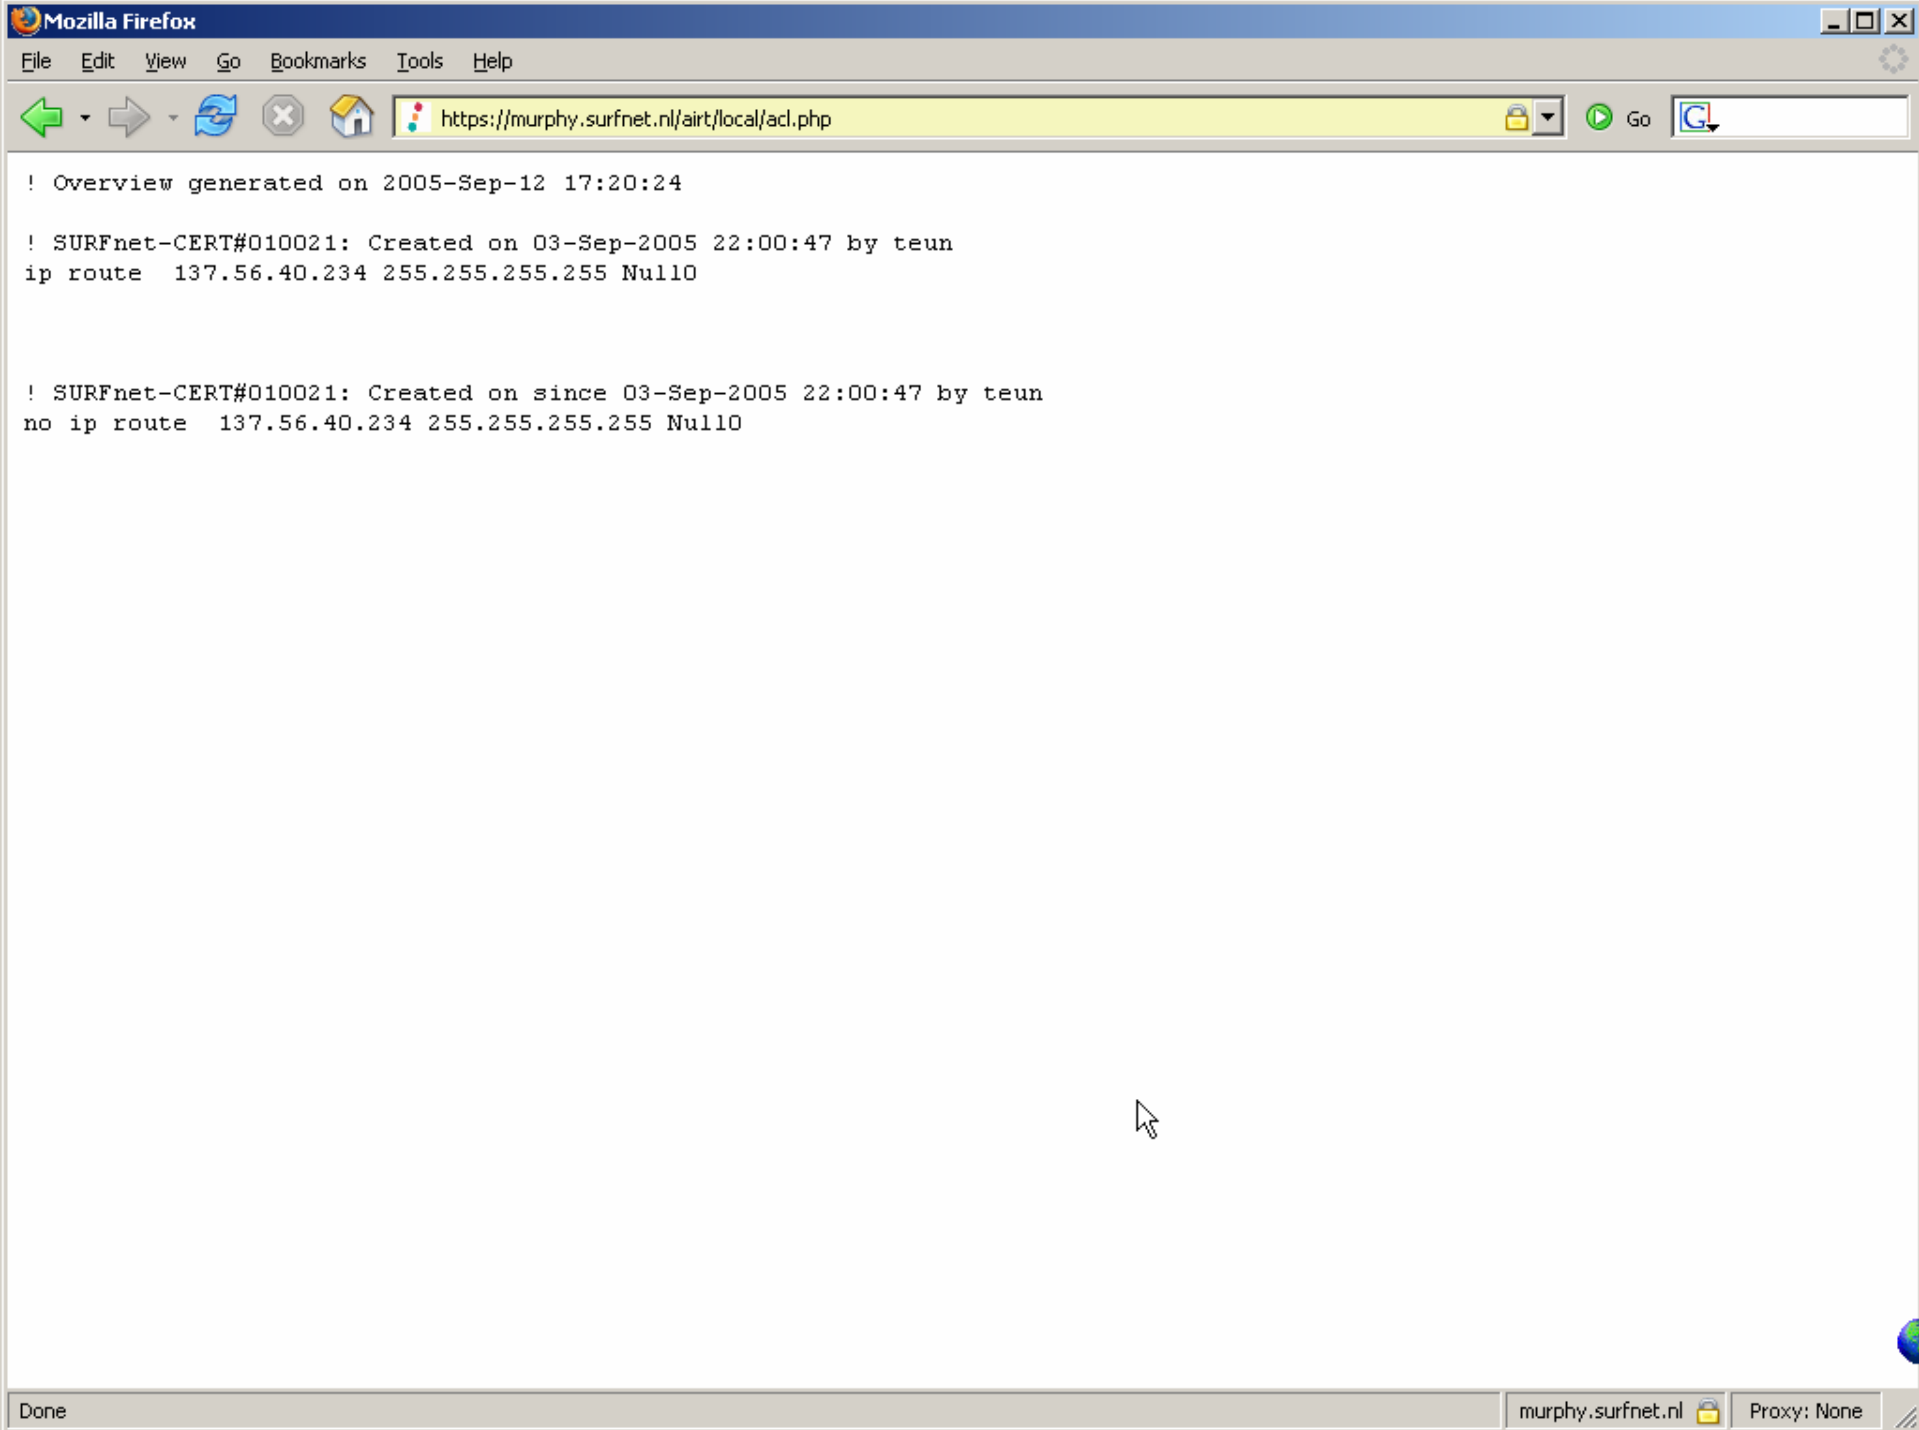 Mozilla Firefox
File Edit View Go Bookmarks Tools Help
https://murphy.surfnet.nl/airt/local/acl.php Go G
! Overview generated on 2005-Sep-12 17:20:24
! SURFnet-CERT#010021: Created on 03-Sep-2005 22:00:47 by teun
ip route  137.56.40.234 255.255.255.255 Null0
! SURFnet-CERT#010021: Created on since 03-Sep-2005 22:00:47 by teun
no ip route  137.56.40.234 255.255.255.255 Null0
Done murphy.surfnet.nl Proxy: None